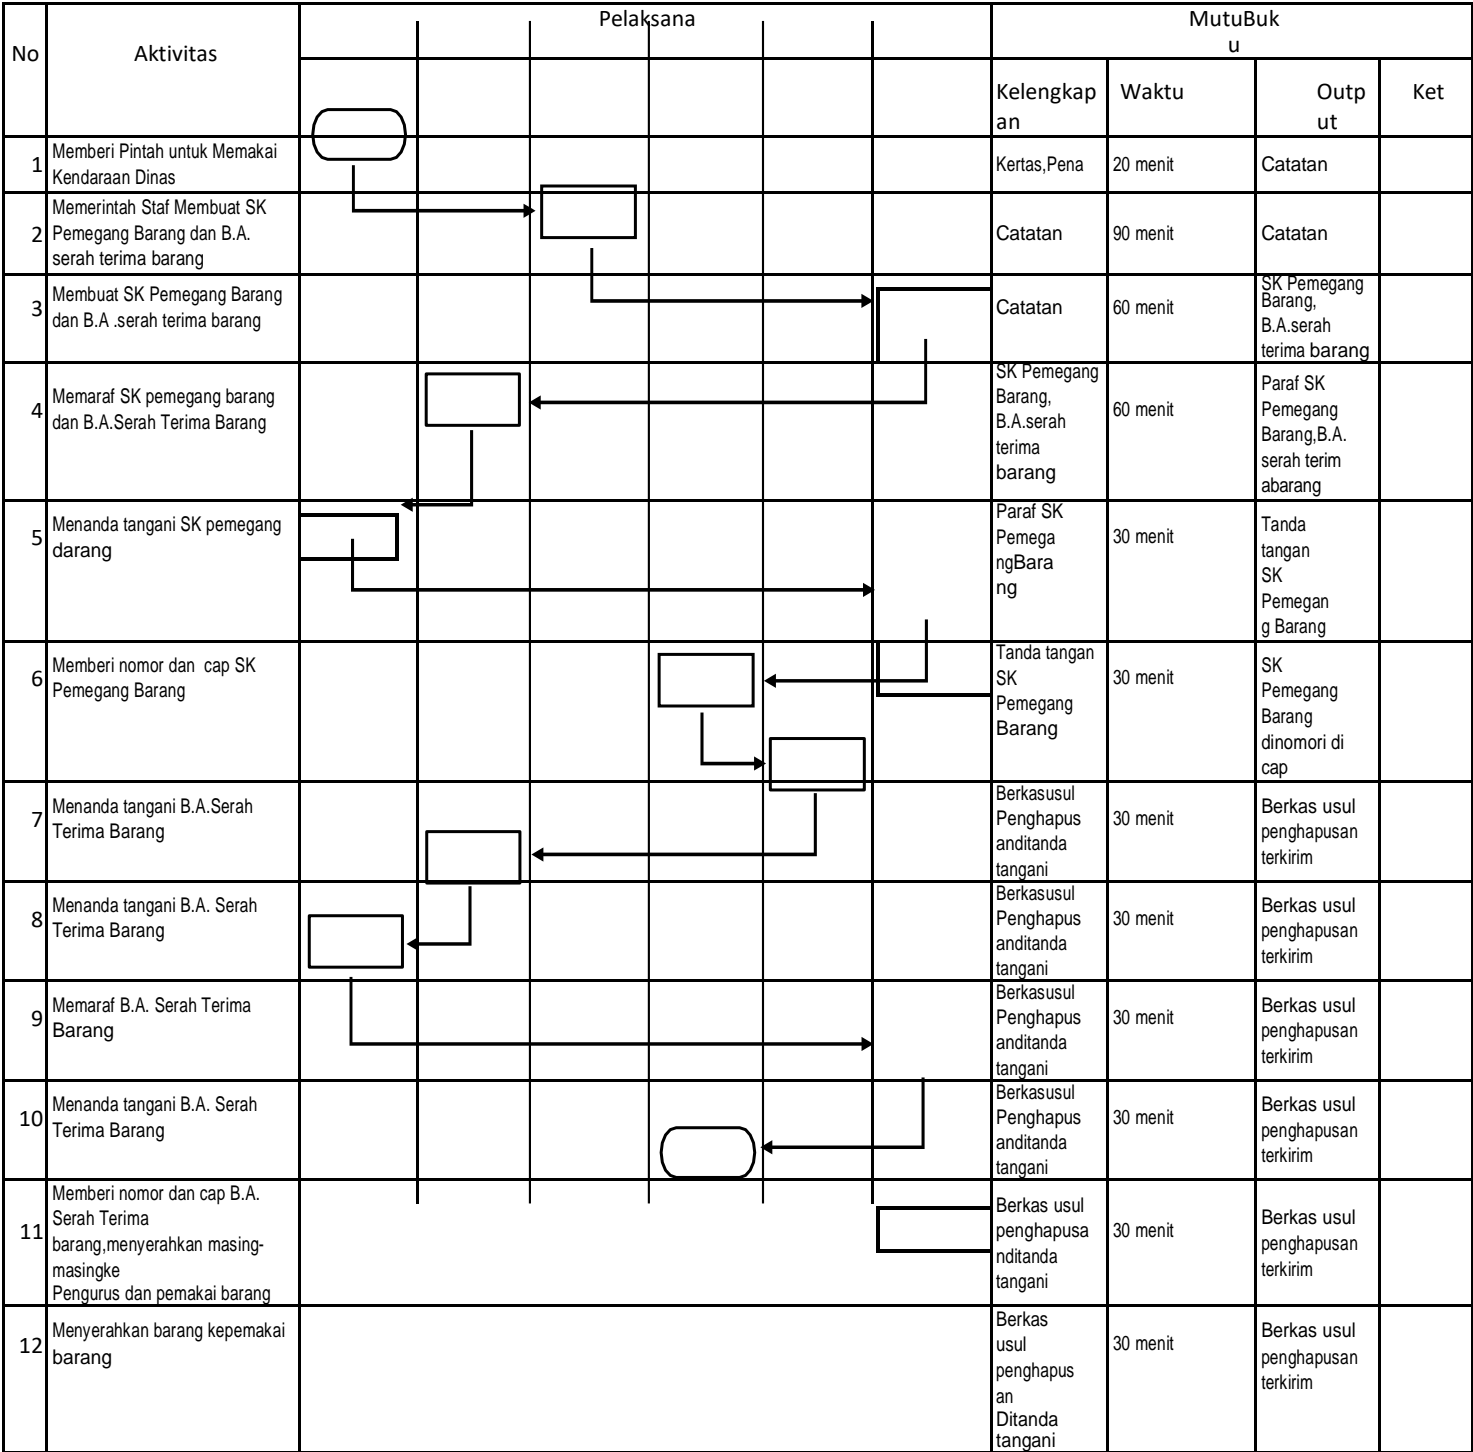 No
Aktivitas
Pelaksana
MutuBuk
u
Kelengkap
an
Waktu
Outp
ut
Ket
1
Memberi Pintah untuk Memakai
Kendaraan Dinas
Kertas,Pena
20 menit
Catatan
2
Memerintah Staf Membuat SK
Pemegang Barang dan B.A.
serah terima barang
Catatan
90 menit
Catatan
3
Membuat SK Pemegang Barang
dan B.A .serah terima barang
Catatan
60 menit
SK Pemegang
Barang,
B.A.serah
terima barang
4
Memaraf SK pemegang barang
dan B.A.Serah Terima Barang
SK Pemegang
Barang,
B.A.serah
terima
barang
60 menit
Paraf SK
Pemegang
Barang,B.A.
serah terim
abarang
5
Menanda tangani SK pemegang
darang
Paraf SK
Pemega
ngBara
ng
30 menit
Tanda
tangan
SK
Pemegan
g Barang
6
Memberi nomor dan cap SK
Pemegang Barang
Tanda tangan
SK
Pemegang
Barang
30 menit
SK
Pemegang
Barang
dinomori di
cap
7
Menanda tangani B.A.Serah
Terima Barang
Berkasusul
Penghapus
anditanda
tangani
30 menit
Berkas usul
penghapusan
terkirim
8
Menanda tangani B.A. Serah
Terima Barang
Berkasusul
Penghapus
anditanda
tangani
30 menit
Berkas usul
penghapusan
terkirim
9
Memaraf B.A. Serah Terima
Barang
Berkasusul
Penghapus
anditanda
tangani
30 menit
Berkas usul
penghapusan
terkirim
10
Menanda tangani B.A. Serah
Terima Barang
Berkasusul
Penghapus
anditanda
tangani
30 menit
Berkas usul
penghapusan
terkirim
11
Memberi nomor dan cap B.A.
Serah Terima
barang,menyerahkan masing-
masingke
Pengurus dan pemakai barang
Berkas usul
penghapusa
nditanda
tangani
30 menit
Berkas usul
penghapusan
terkirim
12
Menyerahkan barang kepemakai
barang
Berkas
usul
penghapus
an
Ditanda
tangani
30 menit
Berkas usul
penghapusan
terkirim